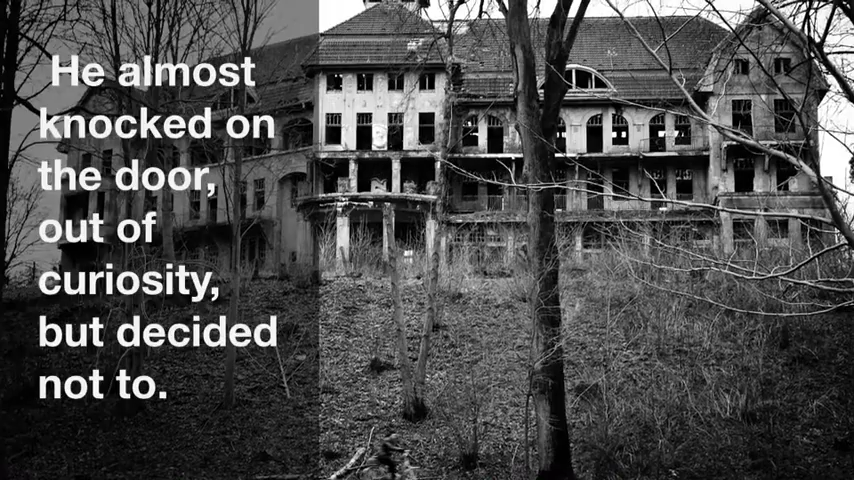 He almost
knocked on
the door,
out of
curiosity,
but decided
not to.